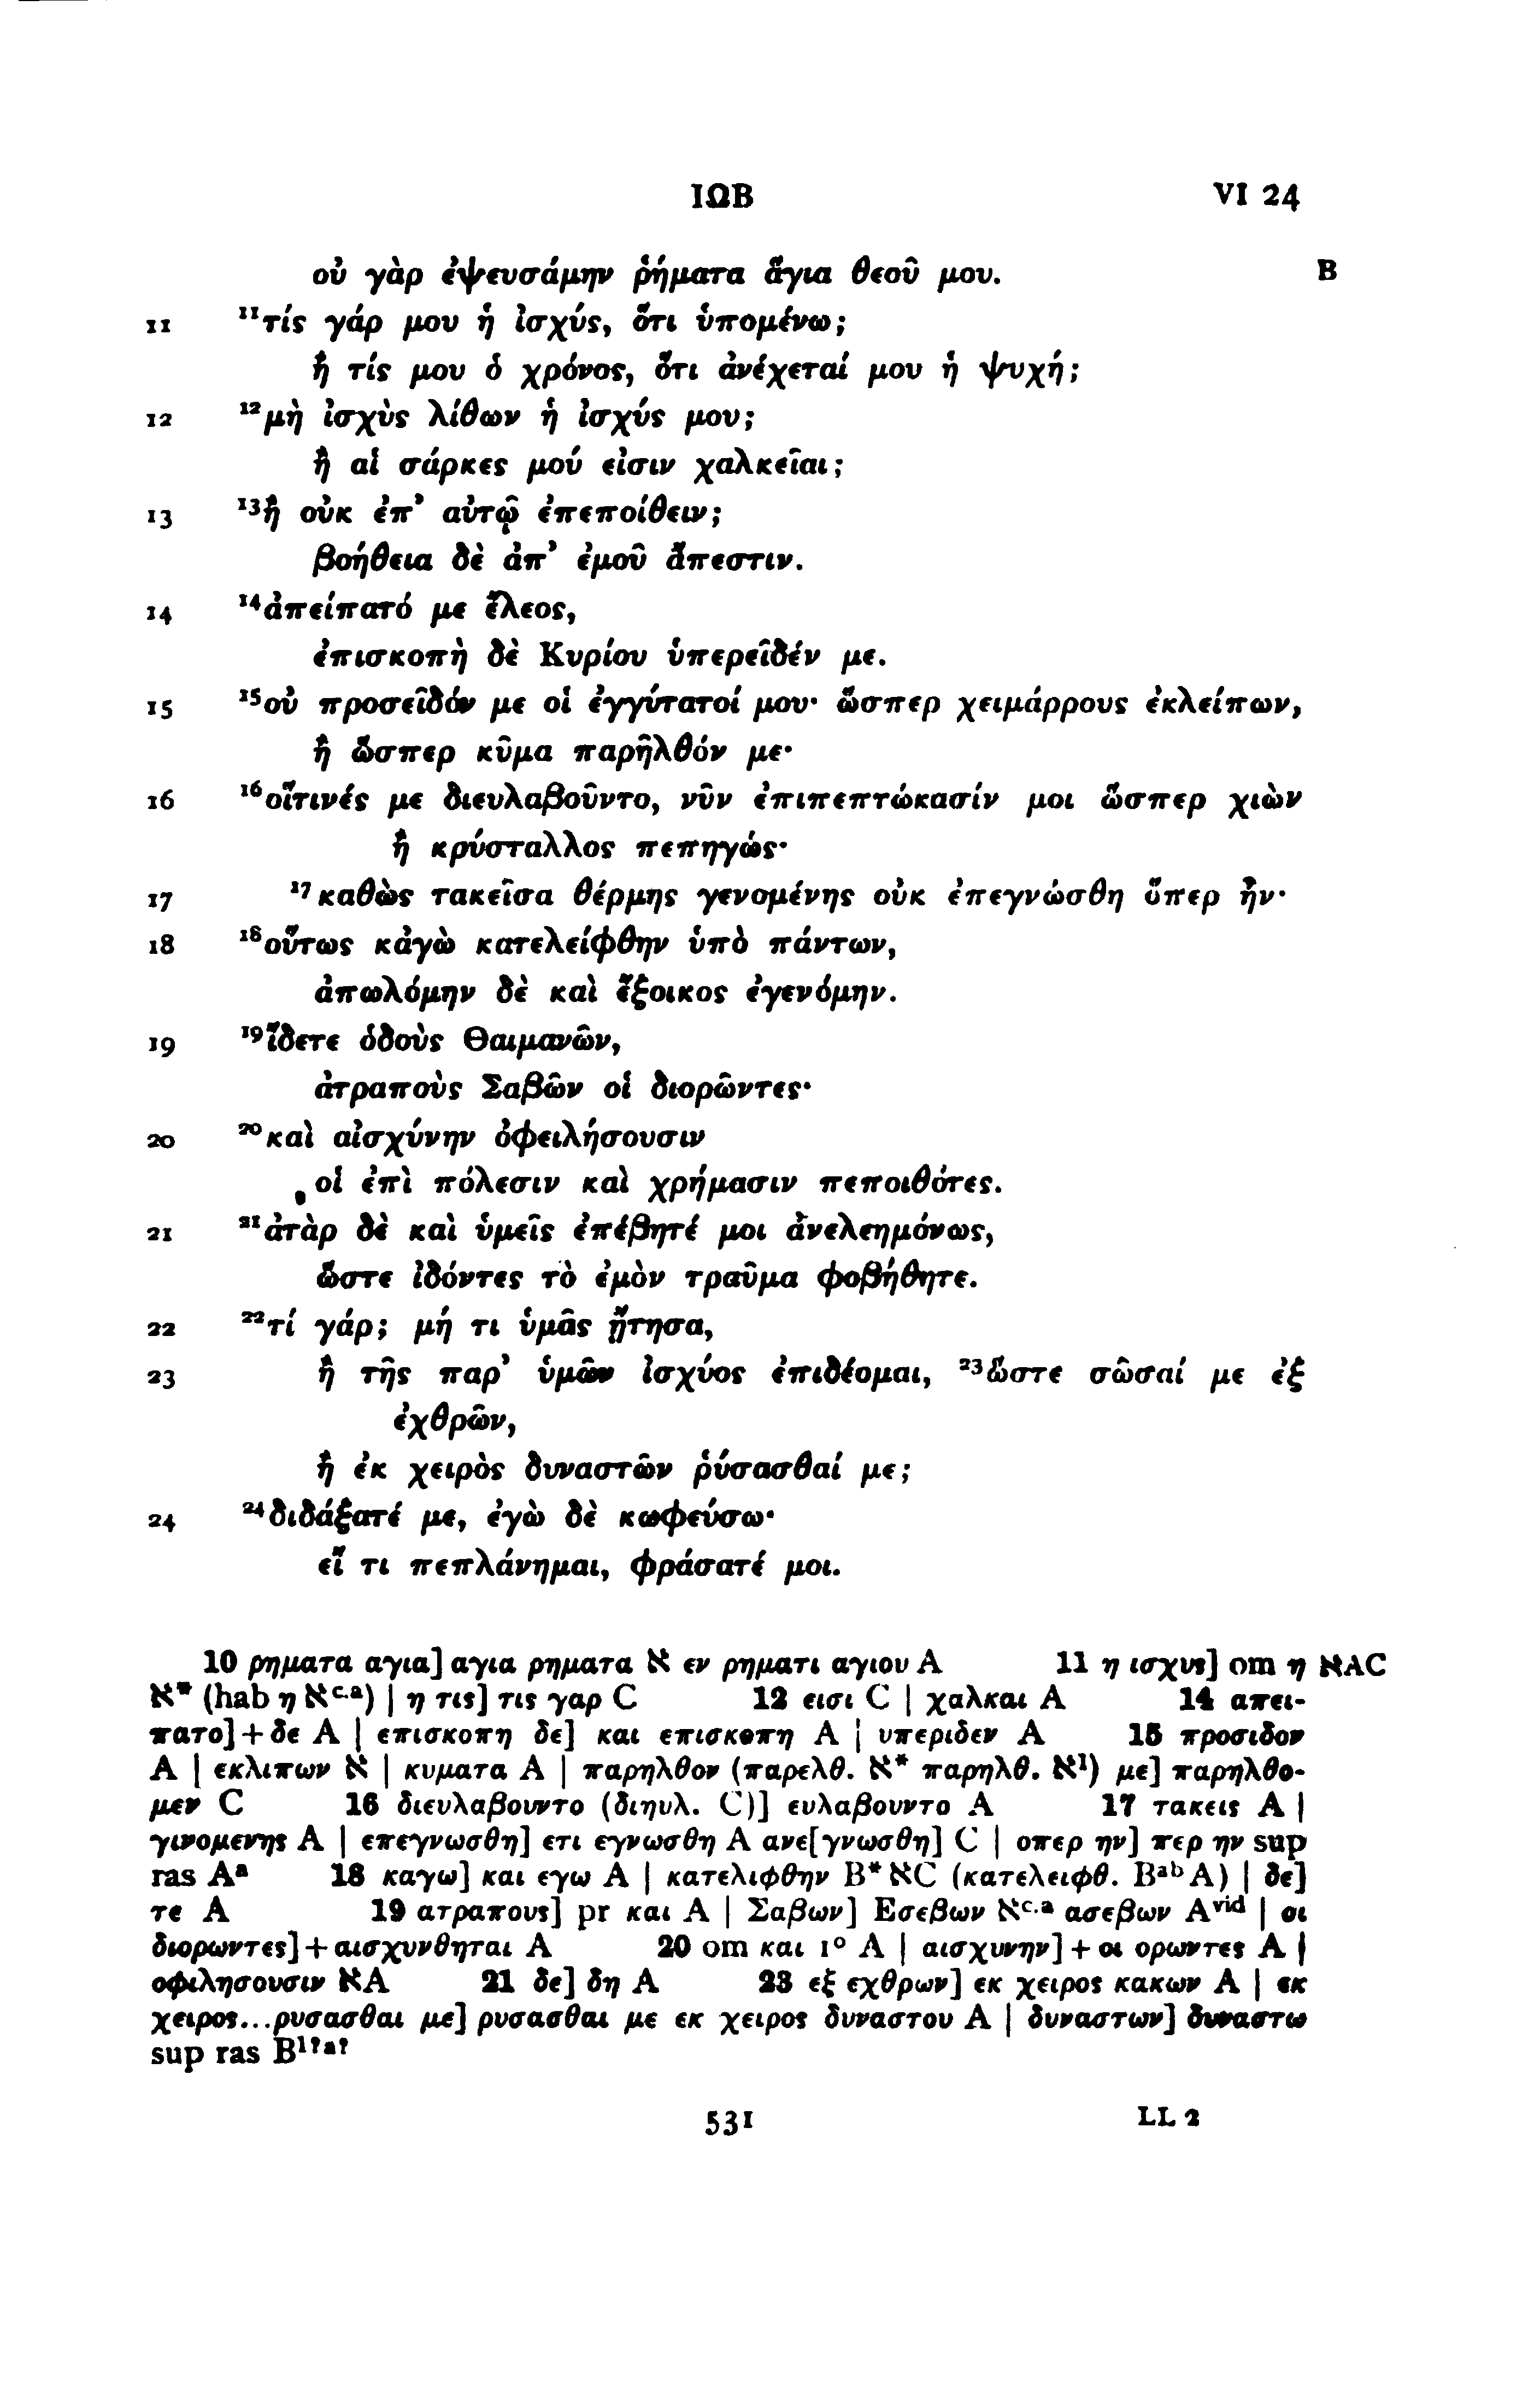 ΙΩΒ VI 24
οὐ γὰρ ἐψευσάμην ῥήματα ἅγια θεοῦ μου. B
11 ¹¹τίς γάρ μου ἡ ἰσχύς, ὅτι ὑπομένω;
ἢ τίς μου ὁ χρόνος, ὅτι ἀνέχεταί μου ἡ ψυχή;
12 ¹²μὴ ἰσχὺς λίθων ἡ ἰσχύς μου;
ἢ αἱ σάρκες μού εἰσιν χαλκεῖαι;
13 ¹³ἢ οὐκ ἐπ’ αὐτῷ ἐπεποίθειν;
βοήθεια δὲ ἀπ’ ἐμοῦ ἄπεστιν.
14 ¹⁴ἀπείπατό με ἔλεος,
ἐπισκοπὴ δὲ Κυρίου ὑπερεῖδέν με.
15 ¹⁵οὐ προσεῖδόν με οἱ ἐγγύτατοί μου· ὥσπερ χειμάρρους ἐκλείπων,
ἢ ὥσπερ κῦμα παρῆλθόν με·
16 ¹⁶οἵτινές με διευλαβοῦντο, νῦν ἐπιπεπτώκασίν μοι ὥσπερ χιὼν
ἢ κρύσταλλος πεπηγώς·
17 ¹⁷καθὼς τακεῖσα θέρμης γενομένης οὐκ ἐπεγνώσθη ὅπερ ἦν·
18 ¹⁸οὕτως κἀγὼ κατελείφθην ὑπὸ πάντων,
ἀπωλόμην δὲ καὶ ἔξοικος ἐγενόμην.
19 ¹⁹ἴδετε ὁδοὺς Θαιμανῶν,
ἀτραποὺς Σαβῶν οἱ διορῶντες·
20 ²⁰καὶ αἰσχύνην ὀφειλήσουσιν
οἱ ἐπὶ πόλεσιν καὶ χρήμασιν πεποιθότες.
21 ²¹ἀτὰρ δὲ καὶ ὑμεῖς ἐπέβητέ μοι ἀνελεημόνως,
ὥστε ἰδόντες τὸ ἐμὸν τραῦμα φοβήθητε.
22 ²²τί γάρ; μή τι ὑμᾶς ᾔτησα,
23 ἢ τῆς παρ’ ὑμῶν ἰσχύος ἐπιδέομαι, ²³ὥστε σῶσαί με ἐξ
ἐχθρῶν,
ἢ ἐκ χειρὸς δυναστῶν ῥύσασθαί με;
24 ²⁴διδάξατέ με, ἐγὼ δὲ κωφεύσω·
εἴ τι πεπλάνημαι, φράσατέ μοι.
10 ρηματα αγια] αγια ρηματα ℵ εν ρηματι αγιου A 11 η ισχυς] om η ℵAC
ℵ* (hab η ℵᶜ·ᵃ) | η τις] τις γαρ C 12 εισι C | χαλκαι A 14 απει-
πατο]+δε A | επισκοπη δε] και επισκοπη A | υπεριδεν A 15 προσιδον
A | εκλιπων ℵ | κυματα A | παρηλθον (παρελθ. ℵ* παρηλθ. ℵ¹) με] παρηλθο-
μεν C 16 διευλαβουντο (διηυλ. C)] ευλαβουντο A 17 τακεις A |
γινομενης A | επεγνωσθη] ετι εγνωσθη A ανε[γνωσθη] C | οπερ ην] περ ην sup
ras Aᵃ 18 καγω] και εγω A | κατελιφθην B*ℵC (κατελειφθ. BᵃᵇA) | δε]
τε A 19 ατραπους] pr και A | Σαβων] Εσεβων ℵᶜ·ᵃ ασεβων Aᵛⁱᵈ | οι
διορωντες]+αισχυνθηται A 20 om και 1° A | αισχυνην]+οι ορωντες A |
οφιλησουσιν ℵA 21 δε] δη A 23 εξ εχθρων] εκ χειρος κακων A | εκ
χειρος...ρυσασθαι με] ρυσασθαι με εκ χειρος δυναστου A | δυναστων] δυναστω
sup ras B¹ᵎᵃᵎ
531 LL 2